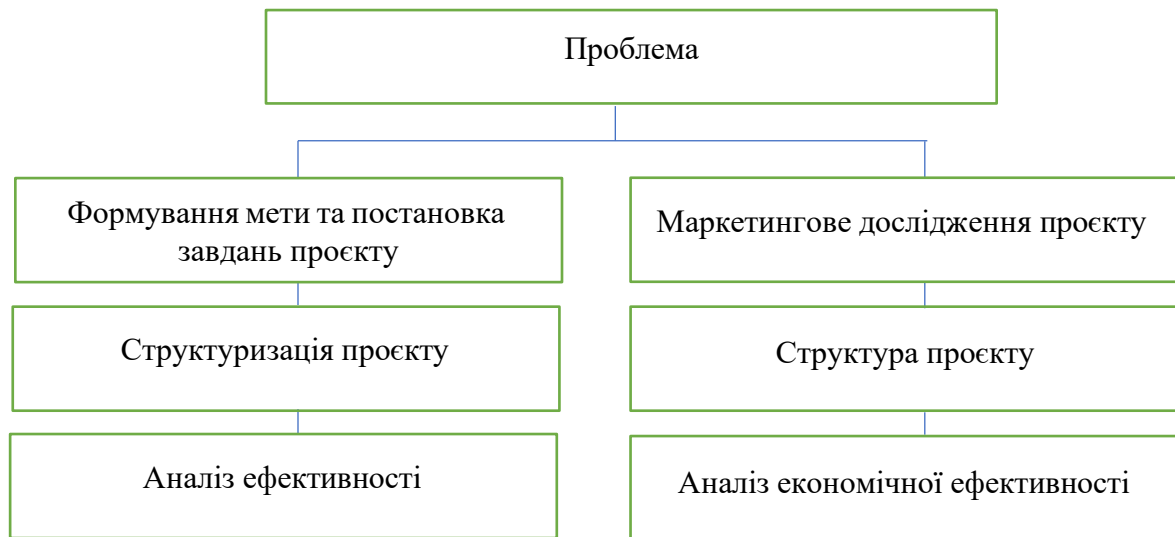 Проблема
Формування мети та постановка
завдань проєкту
Маркетингове дослідження проєкту
Структуризація проєкту
Структура проєкту
Аналіз ефективності
Аналіз економічної ефективності